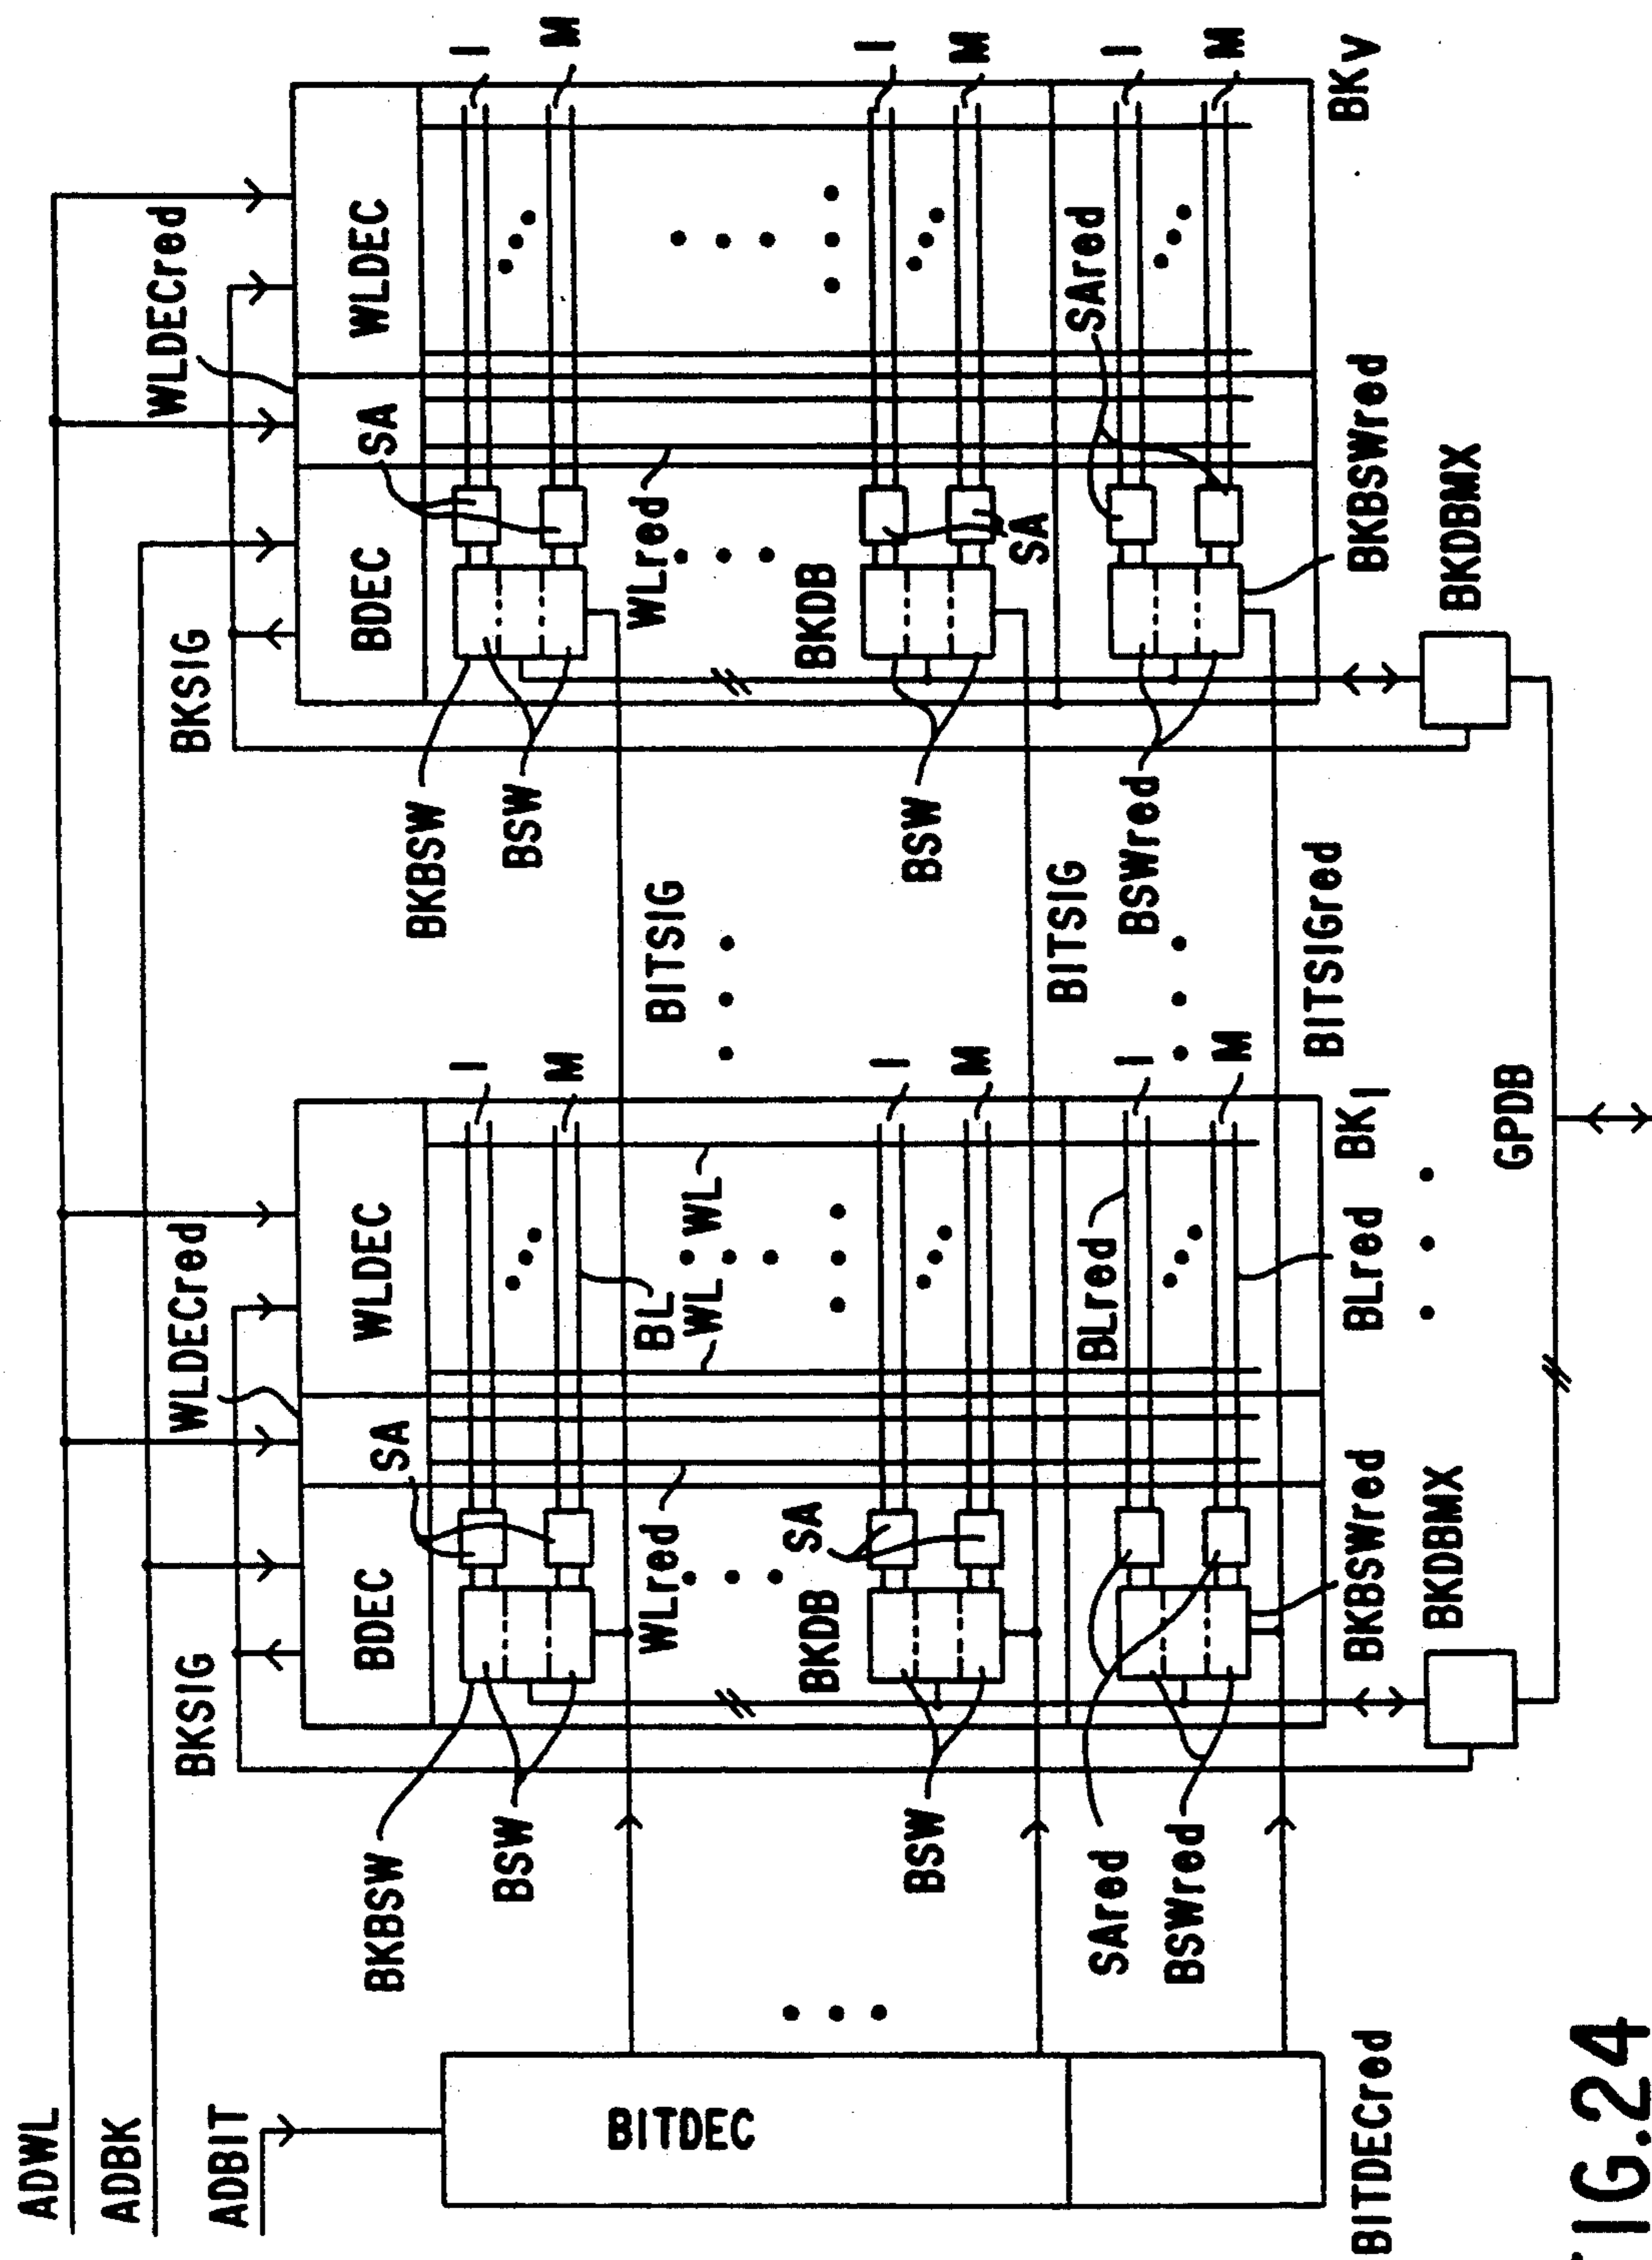 ADWL
ADBK
ADBIT
BITDEC
BITDECred
BKSIG
WLDECred
BDEC
SA
WLDEC
I
M
BKBSW
BSW
WLred
BL
WL
WL
BKDB
SA
I
M
BSW
BLred
I
M
SAred
BSWred
BKBSWred
BLred
BK1
BKDBMX
BITSIG
BITSIG
BITSIGred
BKSIG
WLDECred
BDEC
SA
WLDEC
I
M
BKBSW
BSW
WLred
BKDB
SA
I
M
BSW
SAred
I
M
BSWred
BKBSWred
BKV
BKDBMX
GPDB
FIG.24